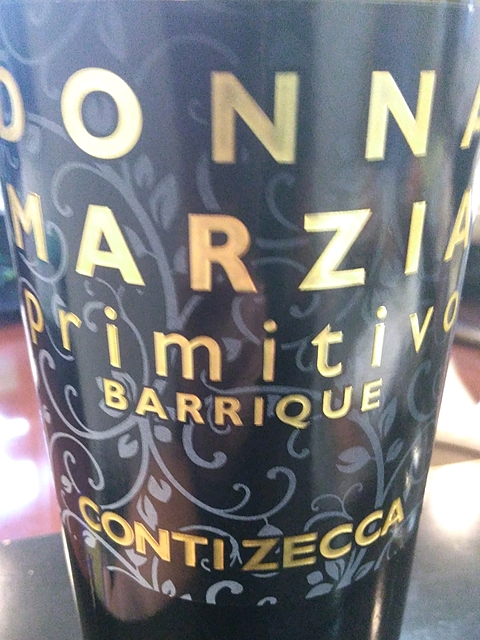 DONNA
MARZIA
Primitivo
BARRIQUE
CONTI ZECCA